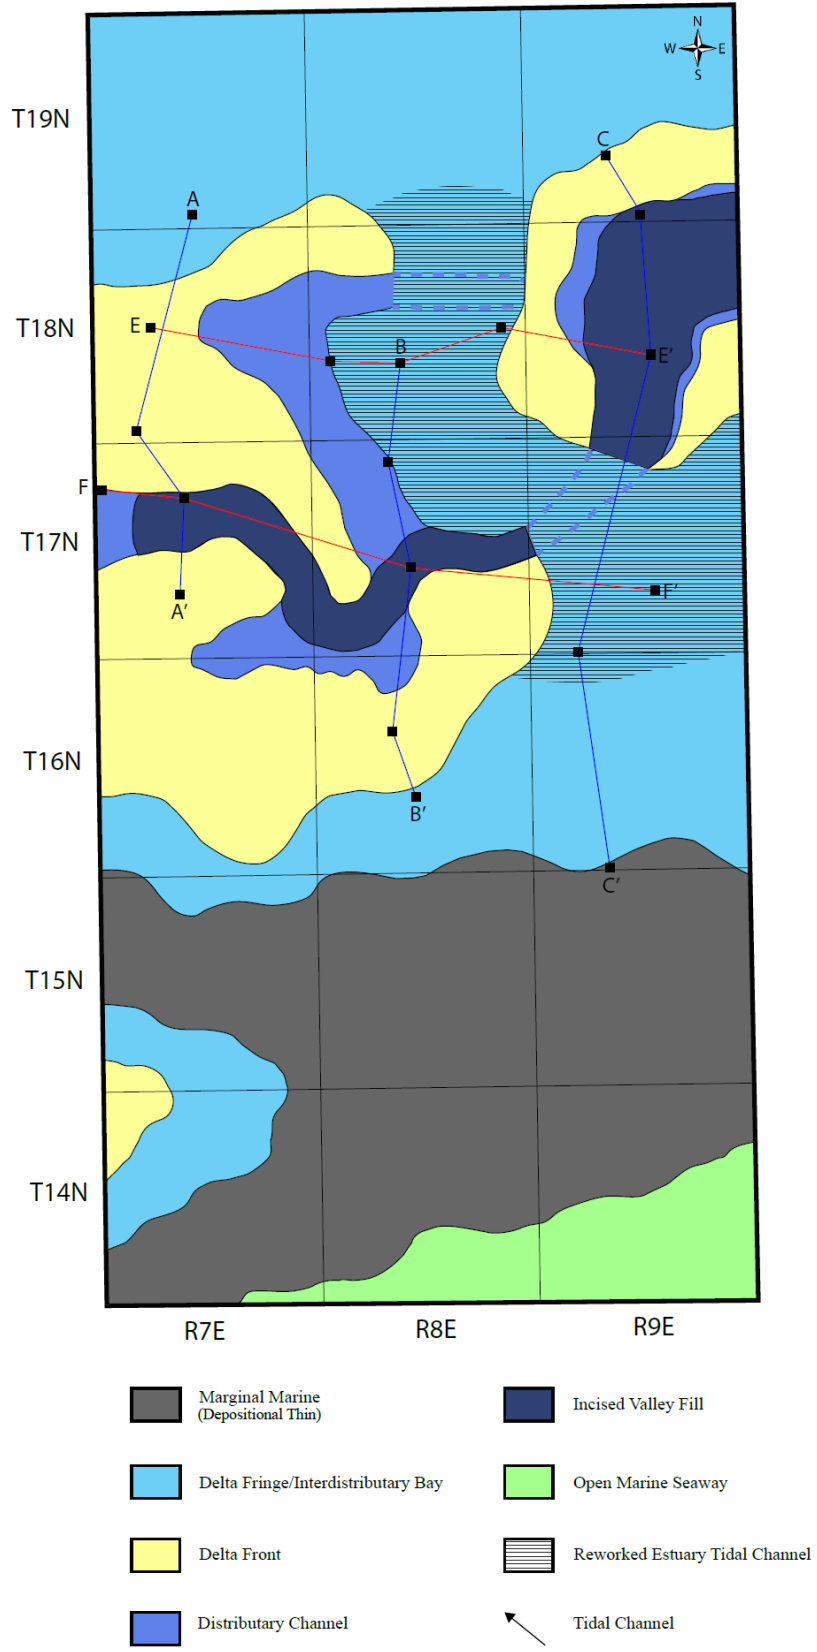 N
W E
S
T19N
C
A
T18N
E
B
E’
F
T17N
F’
A’
T16N
B’
C’
T15N
T14N
R7E
R8E
R9E
Marginal Marine
(Depositional Thin)
Incised Valley Fill
Delta Fringe/Interdistributary Bay
Open Marine Seaway
Delta Front
Reworked Estuary Tidal Channel
Distributary Channel
Tidal Channel